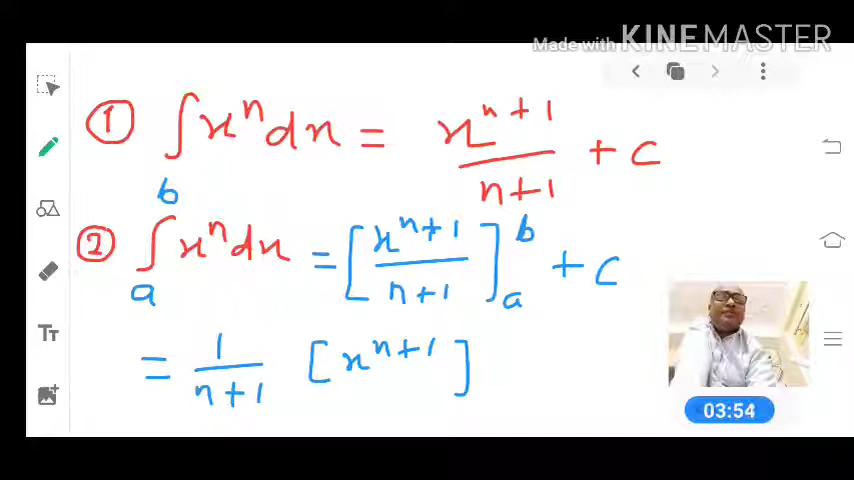 Made with KINEMASTER
① ∫xⁿdx = xⁿ⁺¹/n+1 + c
② ∫ₐᵇ xⁿdx = [xⁿ⁺¹/n+1]ₐᵇ + c
= 1/n+1 [xⁿ⁺¹]
TT
03:54